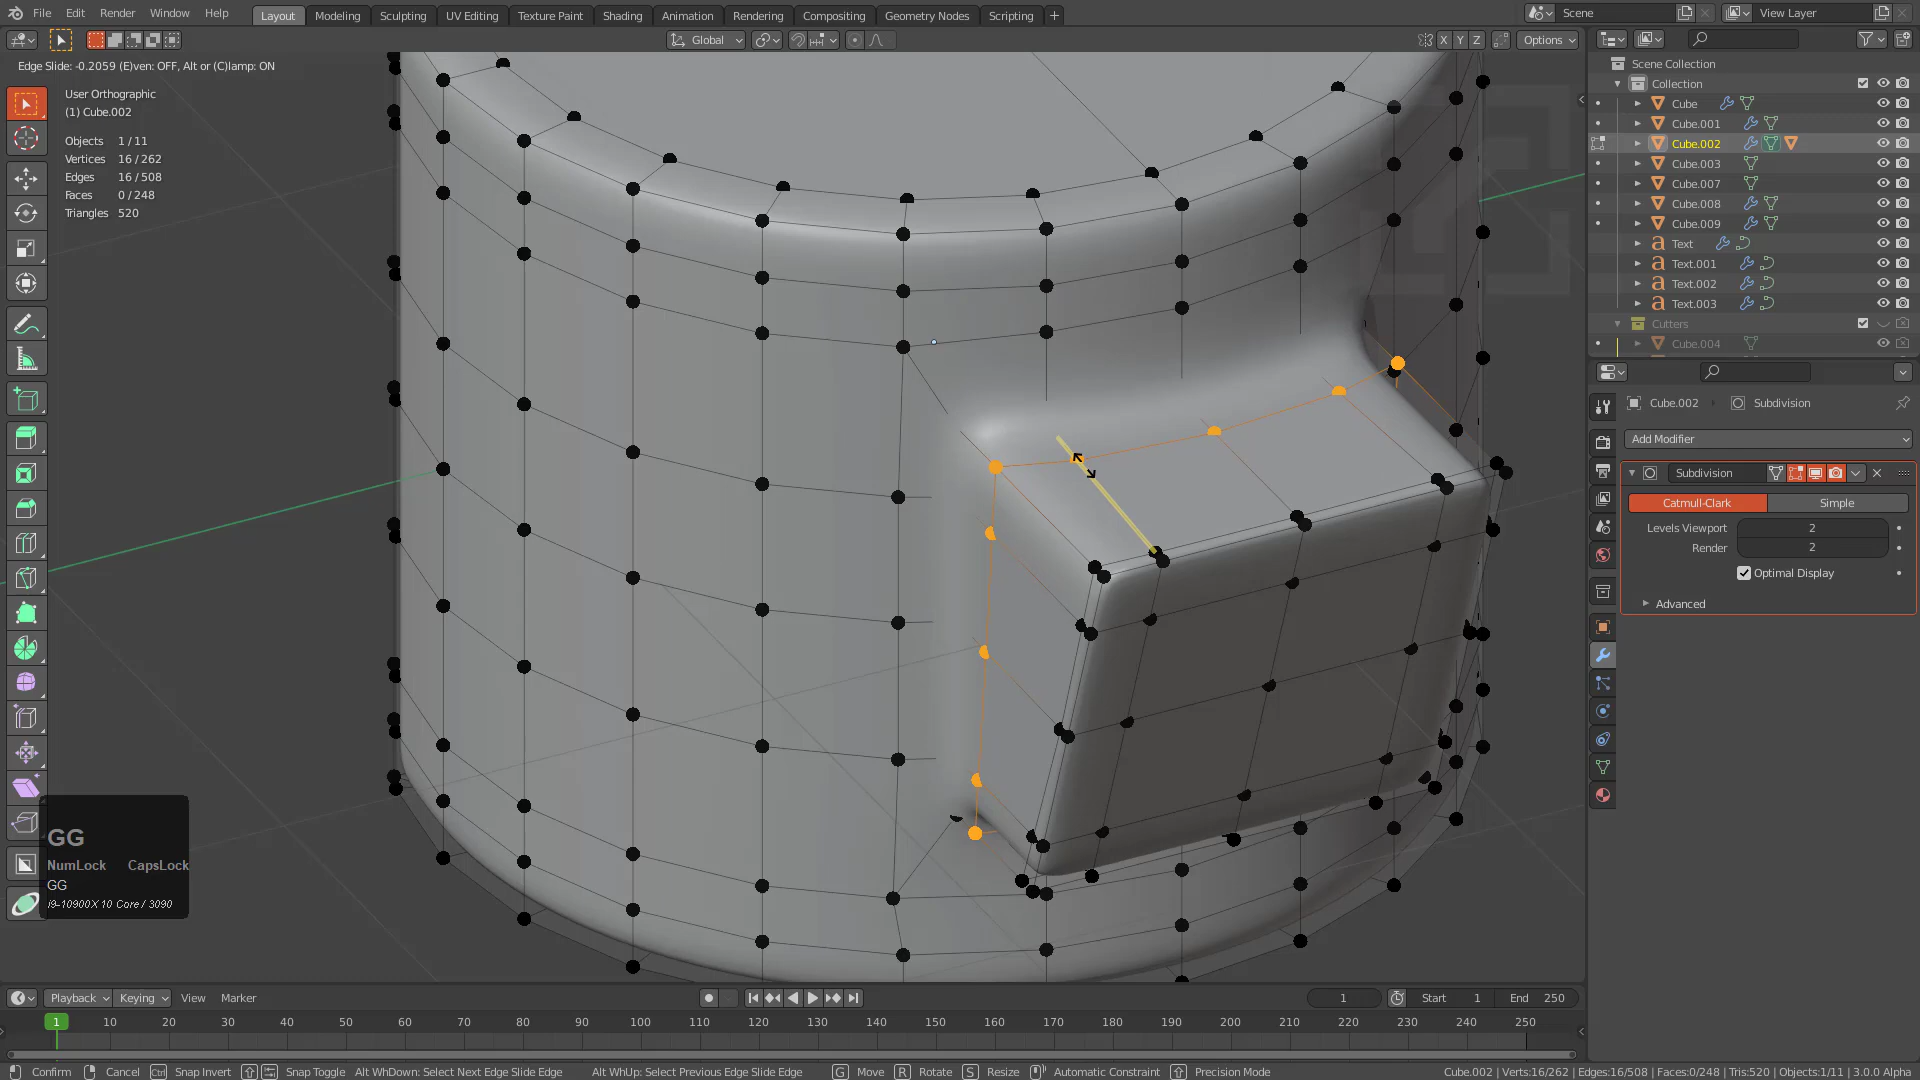 File Edit Render Window Help
Layout Modeling Sculpting UV Editing Texture Paint Shading Animation Rendering Compositing Geometry Nodes Scripting +
Scene
View Layer
Global
X Y Z
Options
Edge Slide: -0.2059 (E)ven: OFF, Alt or (C)lamp: ON
User Orthographic
(1) Cube.002
Objects 1/11
Vertices 16/262
Edges 16/508
Faces 0/248
Triangles 520
Scene Collection
Collection
Cube
Cube.001
Cube.002
Cube.003
Cube.007
Cube.008
Cube.009
Text
Text.001
Text.002
Text.003
Cutters
Cube.004
Cube.002 Subdivision
Add Modifier
Subdivision
Catmull-Clark Simple
Levels Viewport 2
Render 2
Optimal Display
Advanced
GG
NumLock CapsLock
GG
i9-10900X 10 Core / 3090
Playback Keying View Marker
1 Start 1 End 250
1 10 20 30 40 50 60 70 80 90 100 110 120 130 140 150 160 170 180 190 200 210 220 230 240 250
Confirm Cancel Ctrl Snap Invert Snap Toggle Alt WhDown: Select Next Edge Slide Edge Alt WhUp: Select Previous Edge Slide Edge G Move R Rotate S Resize Automatic Constraint Precision Mode
Cube.002 | Verts:16/262 | Edges:16/508 | Faces:0/248 | Tris:520 | Objects:1/11 | 3.0.0 Alpha